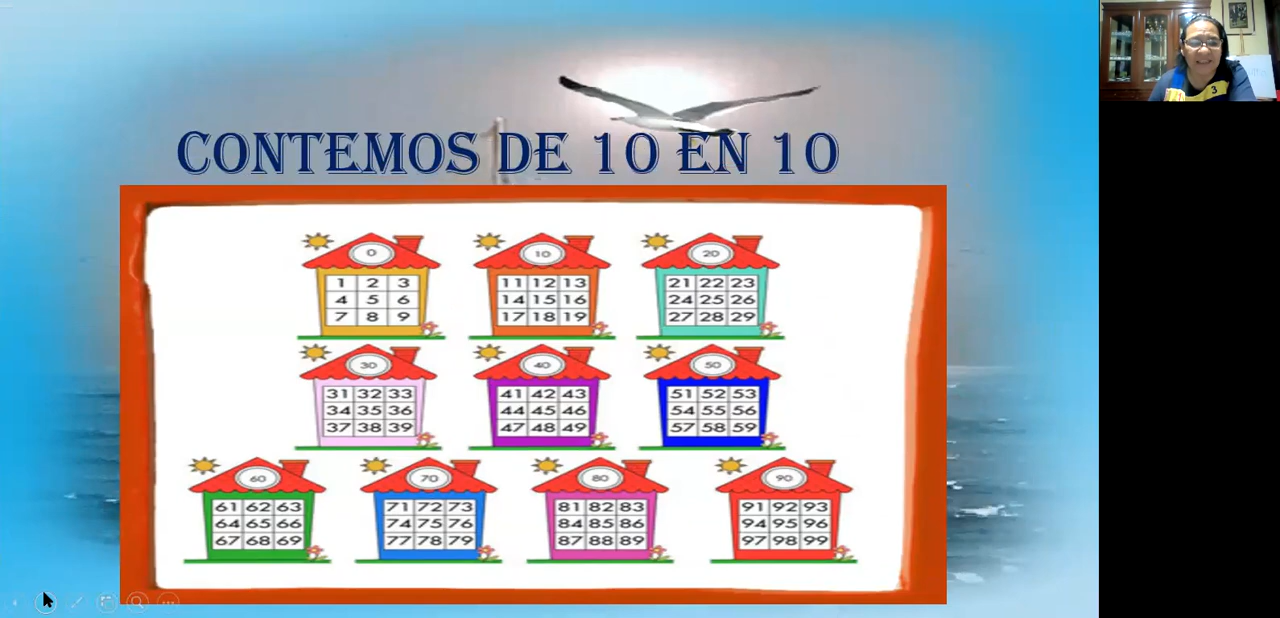 CONTEMOS DE 10 EN 10
0 10 20
1 2 3 11 12 13 21 22 23
4 5 6 14 15 16 24 25 26
7 8 9 17 18 19 27 28 29
30 40 50
31 32 33 41 42 43 51 52 53
34 35 36 44 45 46 54 55 56
37 38 39 47 48 49 57 58 59
60 70 80 90
61 62 63 71 72 73 81 82 83 91 92 93
64 65 66 74 75 76 84 85 86 94 95 96
67 68 69 77 78 79 87 88 89 97 98 99
3